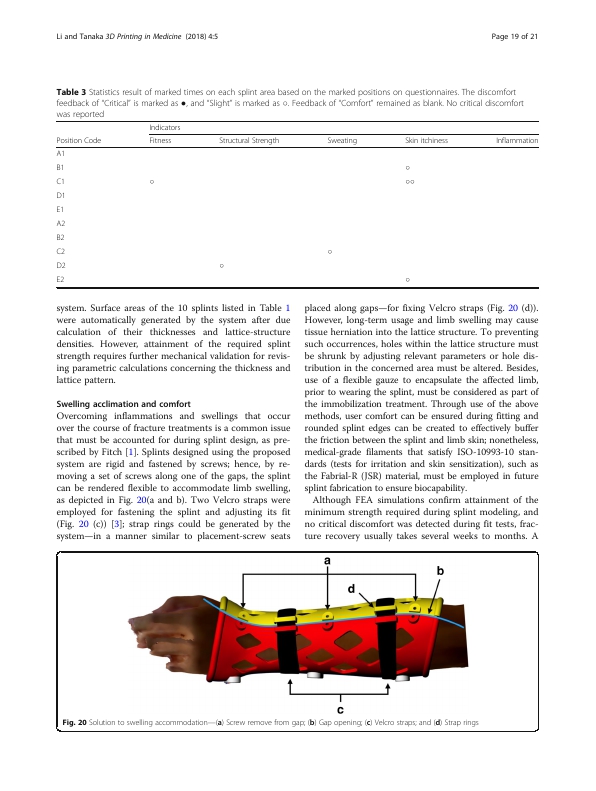 Li and Tanaka 3D Printing in Medicine (2018) 4:5
Page 19 of 21
Table 3 Statistics result of marked times on each splint area based on the marked positions on questionnaires. The discomfort
feedback of “Critical” is marked as ●, and “Slight” is marked as ○. Feedback of “Comfort” remained as blank. No critical discomfort
was reported
Indicators
Position Code Fitness Structural Strength Sweating Skin itchiness Inflammation
A1
B1 ○
C1 ○ ○○
D1
E1
A2
B2
C2 ○
D2 ○
E2 ○
system. Surface areas of the 10 splints listed in Table 1
were automatically generated by the system after due
calculation of their thicknesses and lattice-structure
densities. However, attainment of the required splint
strength requires further mechanical validation for revis-
ing parametric calculations concerning the thickness and
lattice pattern.
Swelling acclimation and comfort
Overcoming inflammations and swellings that occur
over the course of fracture treatments is a common issue
that must be accounted for during splint design, as pre-
scribed by Fitch [1]. Splints designed using the proposed
system are rigid and fastened by screws; hence, by re-
moving a set of screws along one of the gaps, the splint
can be rendered flexible to accommodate limb swelling,
as depicted in Fig. 20(a and b). Two Velcro straps were
employed for fastening the splint and adjusting its fit
(Fig. 20 (c)) [3]; strap rings could be generated by the
system—in a manner similar to placement-screw seats
placed along gaps—for fixing Velcro straps (Fig. 20 (d)).
However, long-term usage and limb swelling may cause
tissue herniation into the lattice structure. To preventing
such occurrences, holes within the lattice structure must
be shrunk by adjusting relevant parameters or hole dis-
tribution in the concerned area must be altered. Besides,
use of a flexible gauze to encapsulate the affected limb,
prior to wearing the splint, must be considered as part of
the immobilization treatment. Through use of the above
methods, user comfort can be ensured during fitting and
rounded splint edges can be created to effectively buffer
the friction between the splint and limb skin; nonetheless,
medical-grade filaments that satisfy ISO-10993-10 stan-
dards (tests for irritation and skin sensitization), such as
the Fabrial-R (JSR) material, must be employed in future
splint fabrication to ensure biocapability.
Although FEA simulations confirm attainment of the
minimum strength required during splint modeling, and
no critical discomfort was detected during fit tests, frac-
ture recovery usually takes several weeks to months. A
a
b
d
c
Fig. 20 Solution to swelling accommodation—(a) Screw remove from gap; (b) Gap opening; (c) Velcro straps; and (d) Strap rings